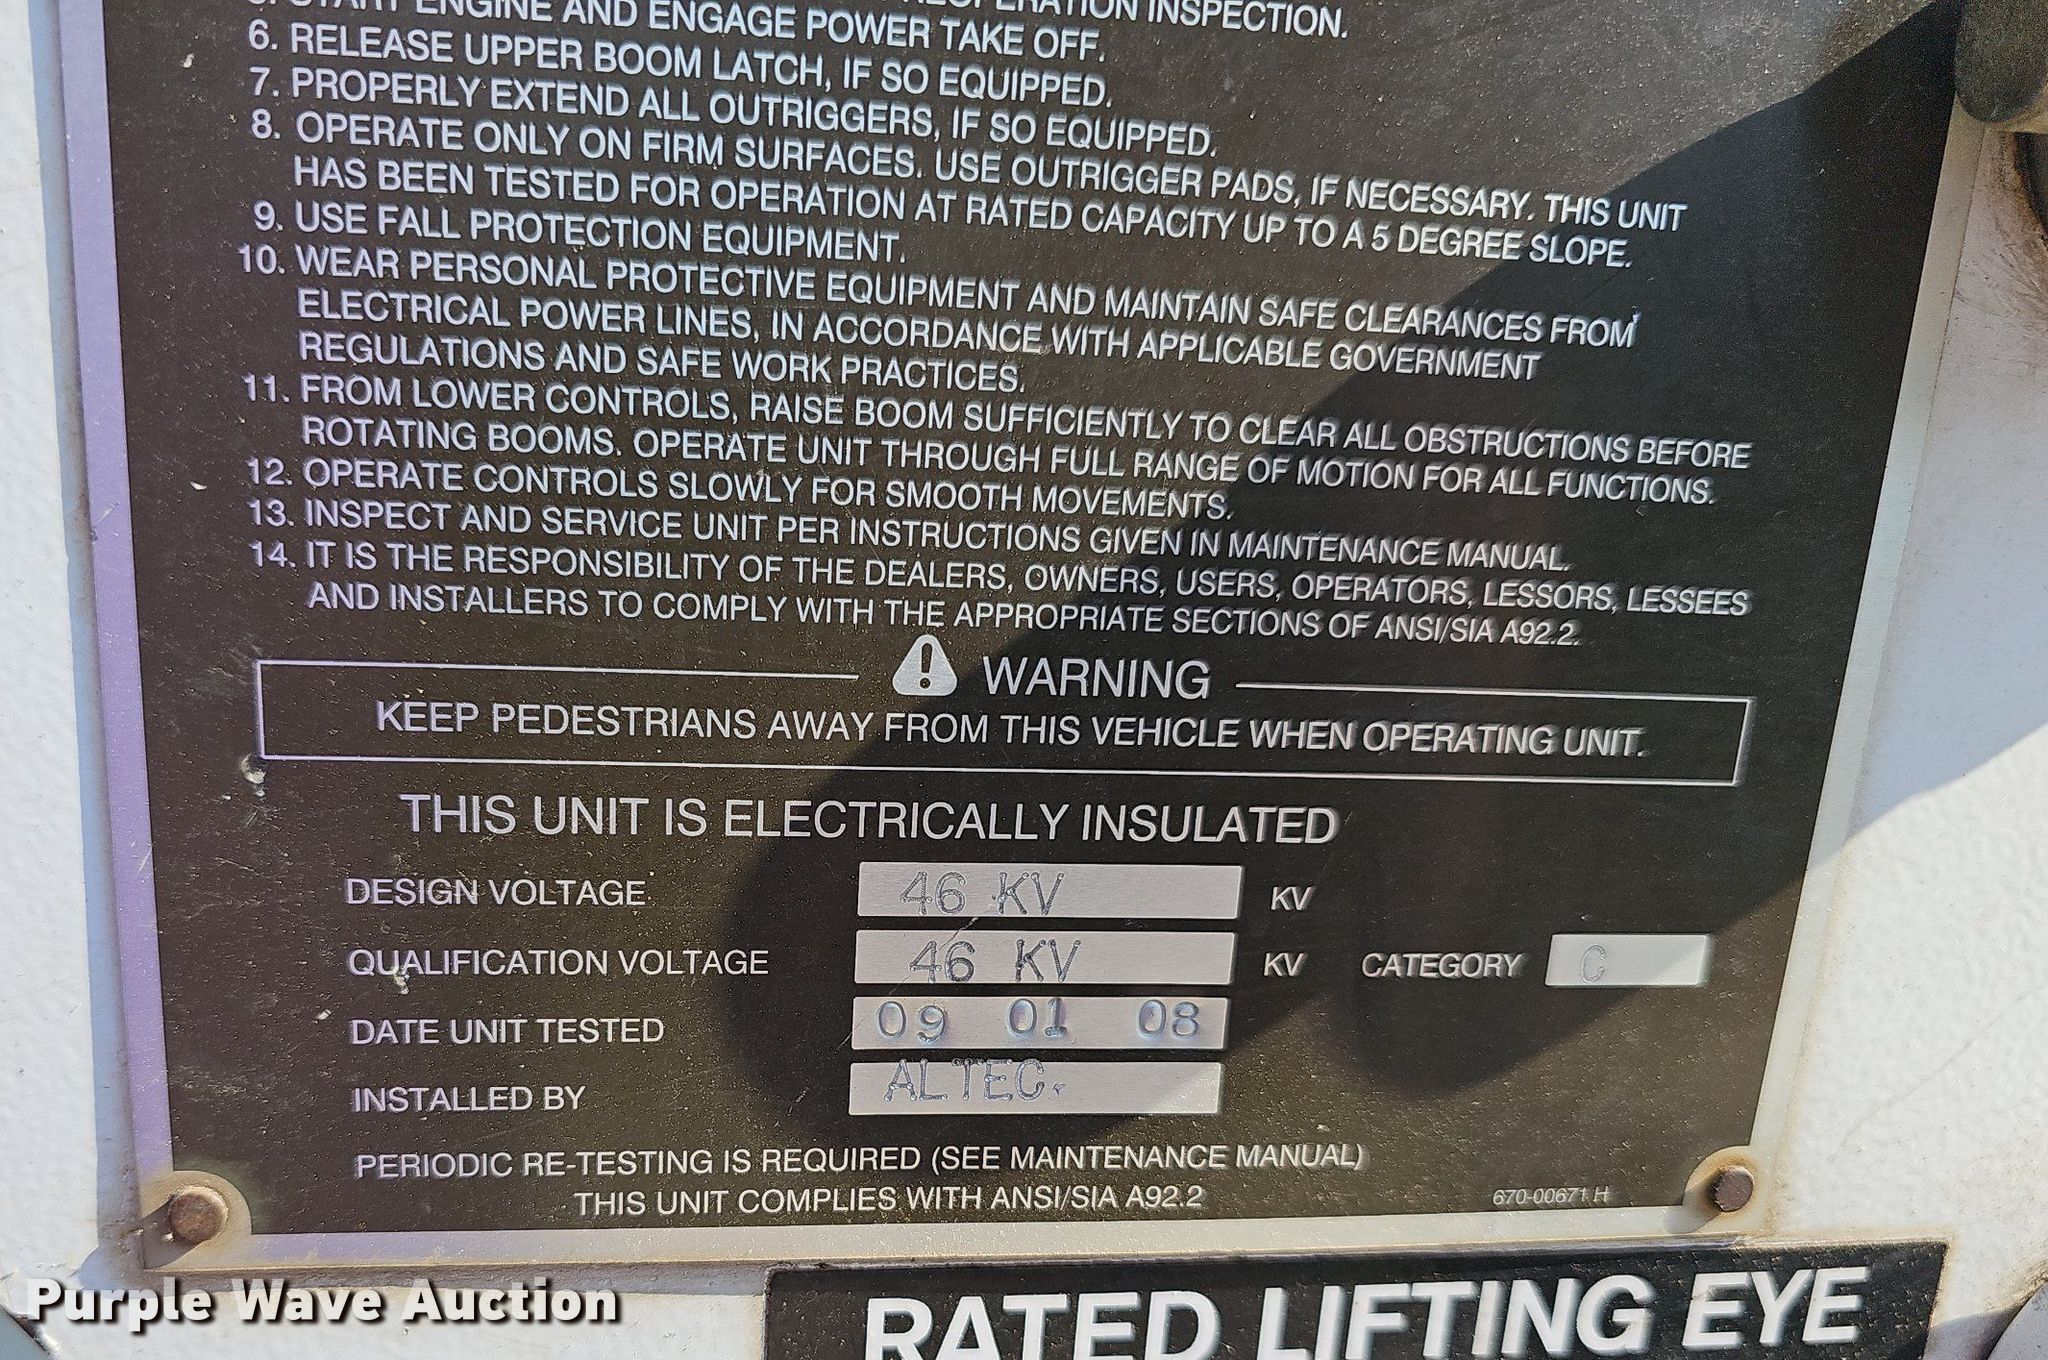 OPERATION INSPECTION.
5. START ENGINE AND ENGAGE POWER TAKE OFF.
6. RELEASE UPPER BOOM LATCH, IF SO EQUIPPED.
7. PROPERLY EXTEND ALL OUTRIGGERS, IF SO EQUIPPED.
8. OPERATE ONLY ON FIRM SURFACES. USE OUTRIGGER PADS, IF NECESSARY. THIS UNIT
HAS BEEN TESTED FOR OPERATION AT RATED CAPACITY UP TO A 5 DEGREE SLOPE.
9. USE FALL PROTECTION EQUIPMENT.
10. WEAR PERSONAL PROTECTIVE EQUIPMENT AND MAINTAIN SAFE CLEARANCES FROM
ELECTRICAL POWER LINES, IN ACCORDANCE WITH APPLICABLE GOVERNMENT
REGULATIONS AND SAFE WORK PRACTICES.
11. FROM LOWER CONTROLS, RAISE BOOM SUFFICIENTLY TO CLEAR ALL OBSTRUCTIONS BEFORE
ROTATING BOOMS. OPERATE UNIT THROUGH FULL RANGE OF MOTION FOR ALL FUNCTIONS.
12. OPERATE CONTROLS SLOWLY FOR SMOOTH MOVEMENTS.
13. INSPECT AND SERVICE UNIT PER INSTRUCTIONS GIVEN IN MAINTENANCE MANUAL.
14. IT IS THE RESPONSIBILITY OF THE DEALERS, OWNERS, USERS, OPERATORS, LESSORS, LESSEES
AND INSTALLERS TO COMPLY WITH THE APPROPRIATE SECTIONS OF ANSI/SIA A92.2.
WARNING
KEEP PEDESTRIANS AWAY FROM THIS VEHICLE WHEN OPERATING UNIT.
THIS UNIT IS ELECTRICALLY INSULATED
DESIGN VOLTAGE 46 KV KV
QUALIFICATION VOLTAGE 46 KV KV CATEGORY C
DATE UNIT TESTED 09 01 08
INSTALLED BY ALTEC.
PERIODIC RE-TESTING IS REQUIRED (SEE MAINTENANCE MANUAL)
THIS UNIT COMPLIES WITH ANSI/SIA A92.2
670-00671 H
RATED LIFTING EYE
Purple Wave Auction